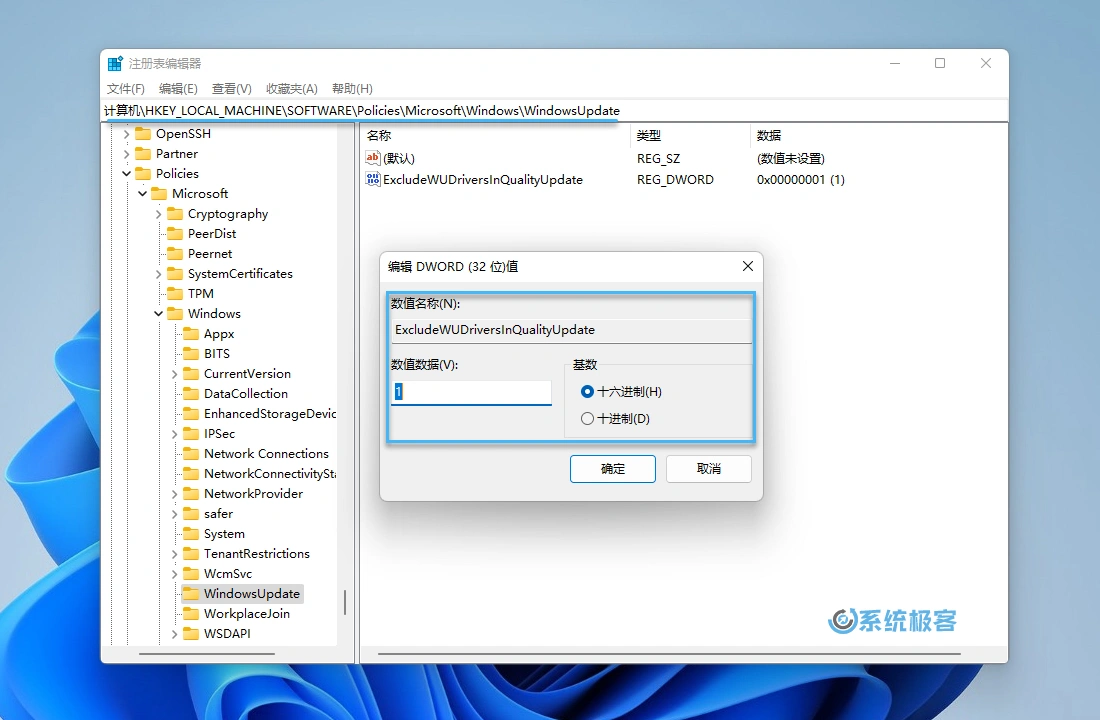 注册表编辑器
文件(F) 编辑(E) 查看(V) 收藏夹(A) 帮助(H)
计算机\HKEY_LOCAL_MACHINE\SOFTWARE\Policies\Microsoft\Windows\WindowsUpdate
OpenSSH
Partner
Policies
Microsoft
Cryptography
PeerDist
Peernet
SystemCertificates
TPM
Windows
Appx
BITS
CurrentVersion
DataCollection
EnhancedStorageDevic
IPSec
Network Connections
NetworkConnectivitySta
NetworkProvider
safer
System
TenantRestrictions
WcmSvc
WindowsUpdate
WorkplaceJoin
WSDAPI
名称 类型 数据
ab (默认) REG_SZ (数值未设置)
ExcludeWUDriversInQualityUpdate REG_DWORD 0x00000001 (1)
编辑 DWORD (32 位)值
数值名称(N):
ExcludeWUDriversInQualityUpdate
数值数据(V):
1
基数
十六进制(H)
十进制(D)
确定 取消
系统极客